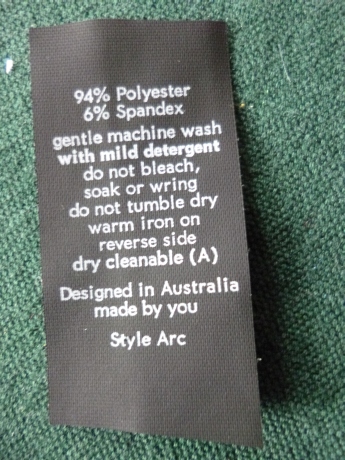 94% Polyester
6% Spandex
gentle machine wash
with mild detergent
do not bleach,
soak or wring
do not tumble dry
warm iron on
reverse side
dry cleanable (A)
Designed in Australia
made by you
Style Arc